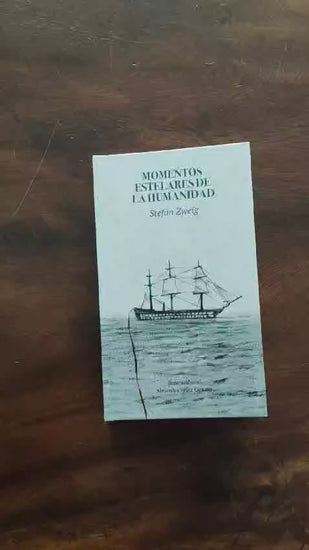 MOMENTOS
ESTELARES DE
LA HUMANIDAD
Stefan Zweig